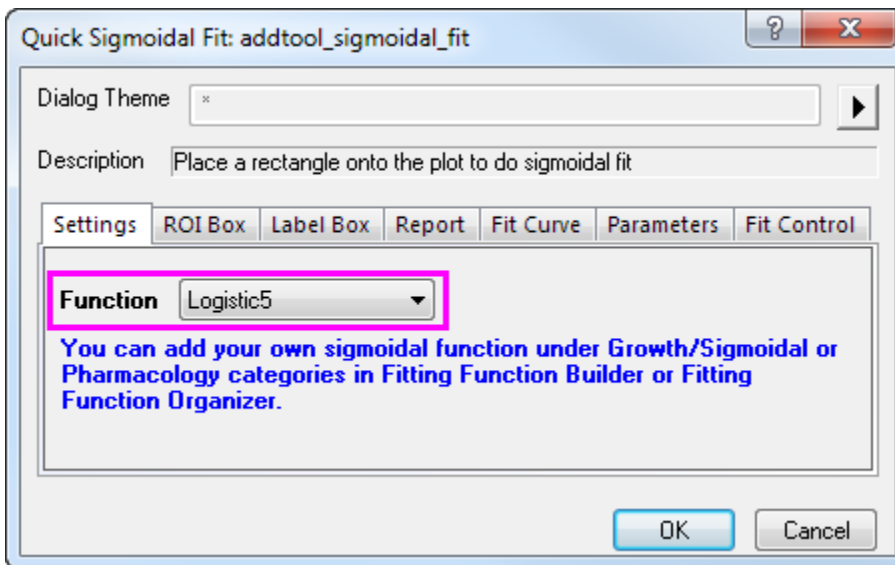 Quick Sigmoidal Fit: addtool_sigmoidal_fit
Dialog Theme *
Description Place a rectangle onto the plot to do sigmoidal fit
Settings ROI Box Label Box Report Fit Curve Parameters Fit Control
Function Logistic5
You can add your own sigmoidal function under Growth/Sigmoidal or
Pharmacology categories in Fitting Function Builder or Fitting
Function Organizer.
OK Cancel